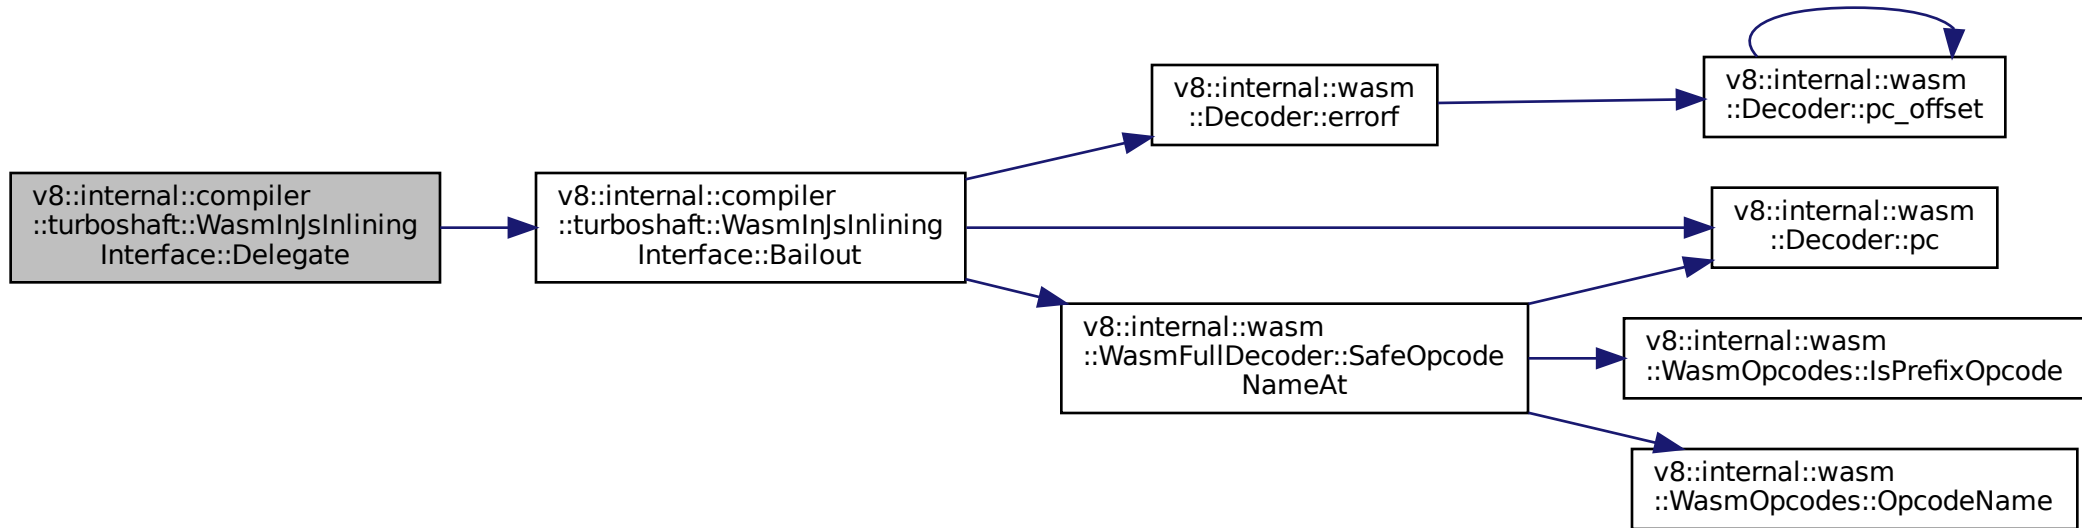 v8::internal::compiler
::turboshaft::WasmInJsInlining
Interface::Delegate
v8::internal::compiler
::turboshaft::WasmInJsInlining
Interface::Bailout
v8::internal::wasm
::Decoder::errorf
v8::internal::wasm
::Decoder::pc_offset
v8::internal::wasm
::Decoder::pc
v8::internal::wasm
::WasmFullDecoder::SafeOpcode
NameAt
v8::internal::wasm
::WasmOpcodes::IsPrefixOpcode
v8::internal::wasm
::WasmOpcodes::OpcodeName